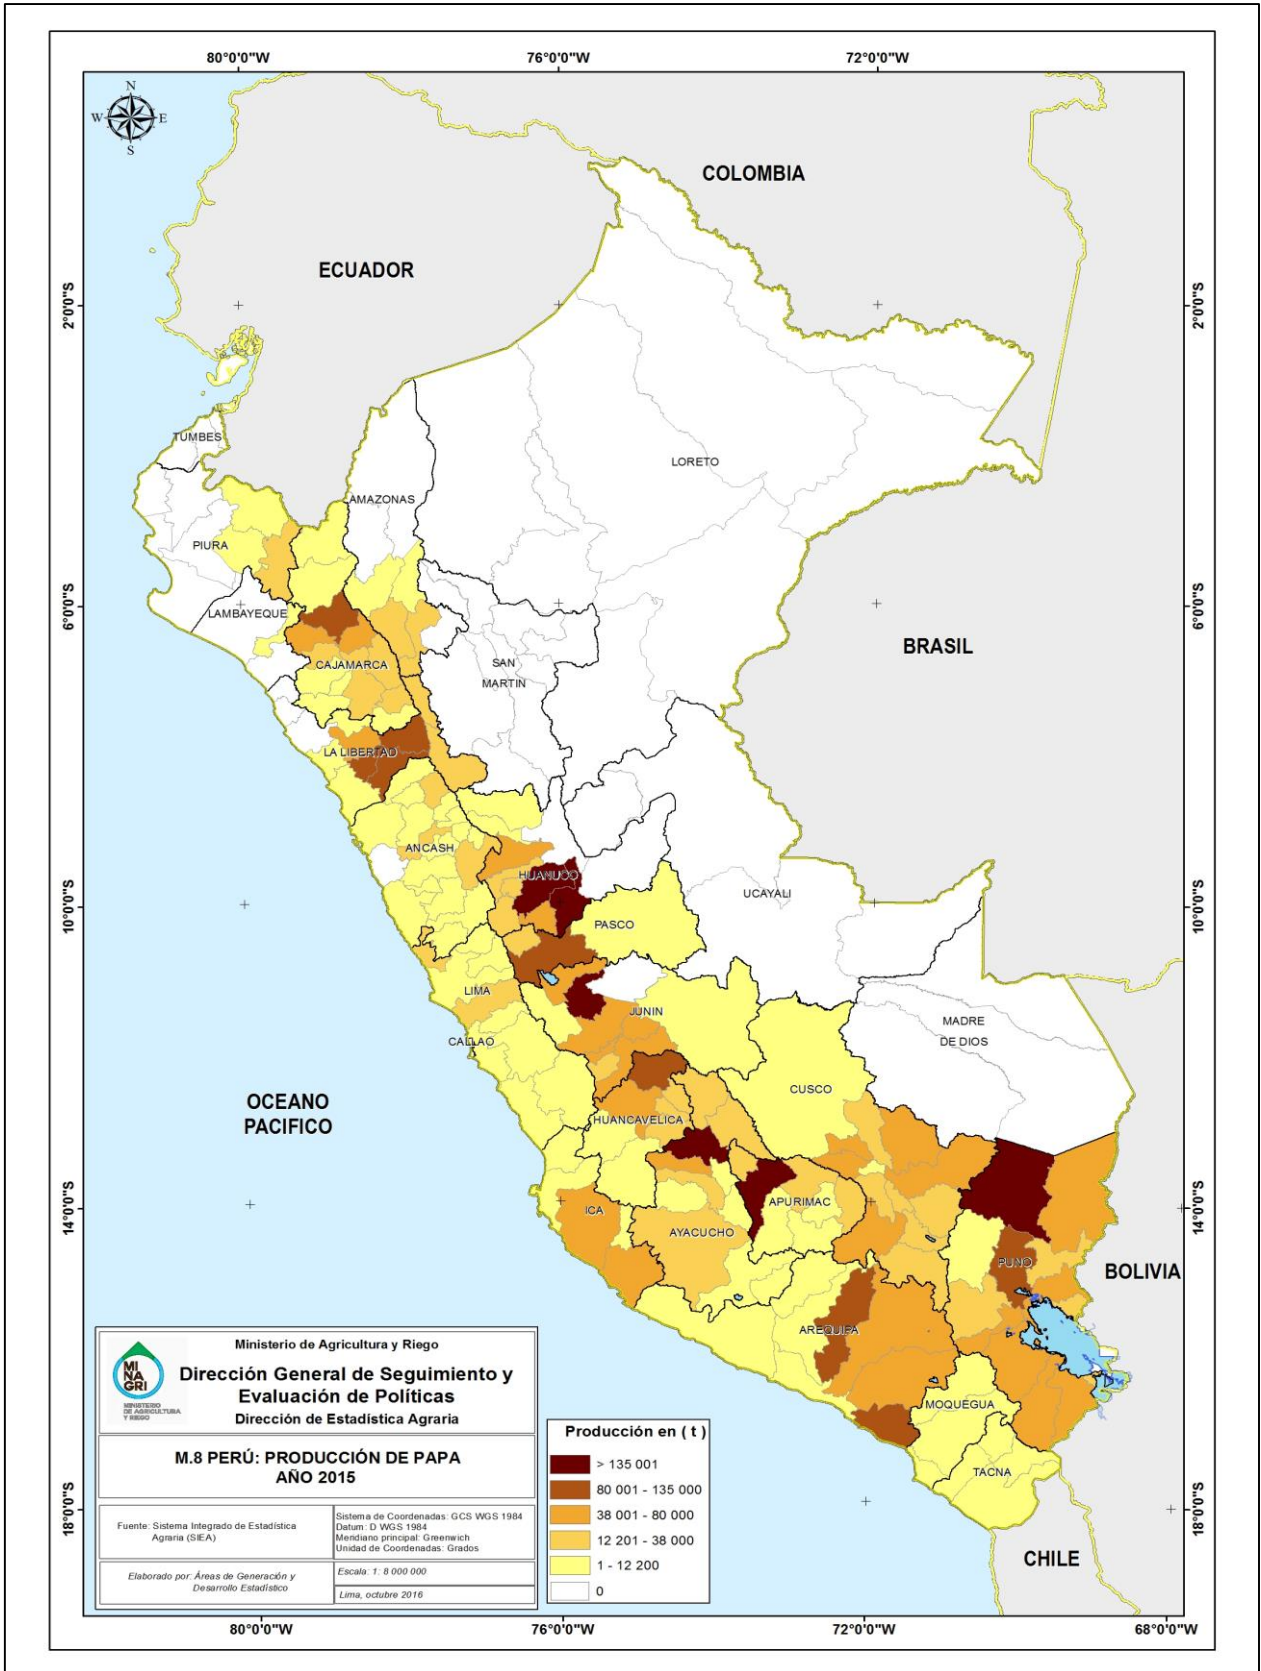 80°0'0"W
76°0'0"W
72°0'0"W
N
W
E
S
COLOMBIA
ECUADOR
2°0'0"S
2°0'0"S
TUMBES
LORETO
AMAZONAS
PIURA
6°0'0"S
LAMBAYEQUE
6°0'0"S
BRASIL
CAJAMARCA
SAN
MARTIN
LA LIBERTAD
ANCASH
HUANUCO
UCAYALI
10°0'0"S
10°0'0"S
PASCO
LIMA
JUNIN
MADRE
DE DIOS
CALLAO
CUSCO
OCEANO
PACIFICO
HUANCAVELICA
14°0'0"S
ICA
APURIMAC
14°0'0"S
AYACUCHO
PUNO
BOLIVIA
AREQUIPA
MOQUEGUA
TACNA
18°0'0"S
18°0'0"S
CHILE
MI
NA
GRI
MINISTERIO
DE AGRICULTURA
Y RIEGO
Ministerio de Agricultura y Riego
Dirección General de Seguimiento y
Evaluación de Políticas
Dirección de Estadística Agraria
M.8 PERÚ: PRODUCCIÓN DE PAPA
AÑO 2015
Fuente: Sistema Integrado de Estadística
Agraria (SIEA)
Sistema de Coordenadas: GCS WGS 1984
Datum: D WGS 1984
Meridiano principal: Greenwich
Unidad de Coordenadas: Grados
Elaborado por: Áreas de Generación y
Desarrollo Estadístico
Escala: 1: 8 000 000
Lima, octubre 2016
Producción en ( t )
> 135 001
80 001 - 135 000
38 001 - 80 000
12 201 - 38 000
1 - 12 200
0
80°0'0"W
76°0'0"W
72°0'0"W
68°0'0"W